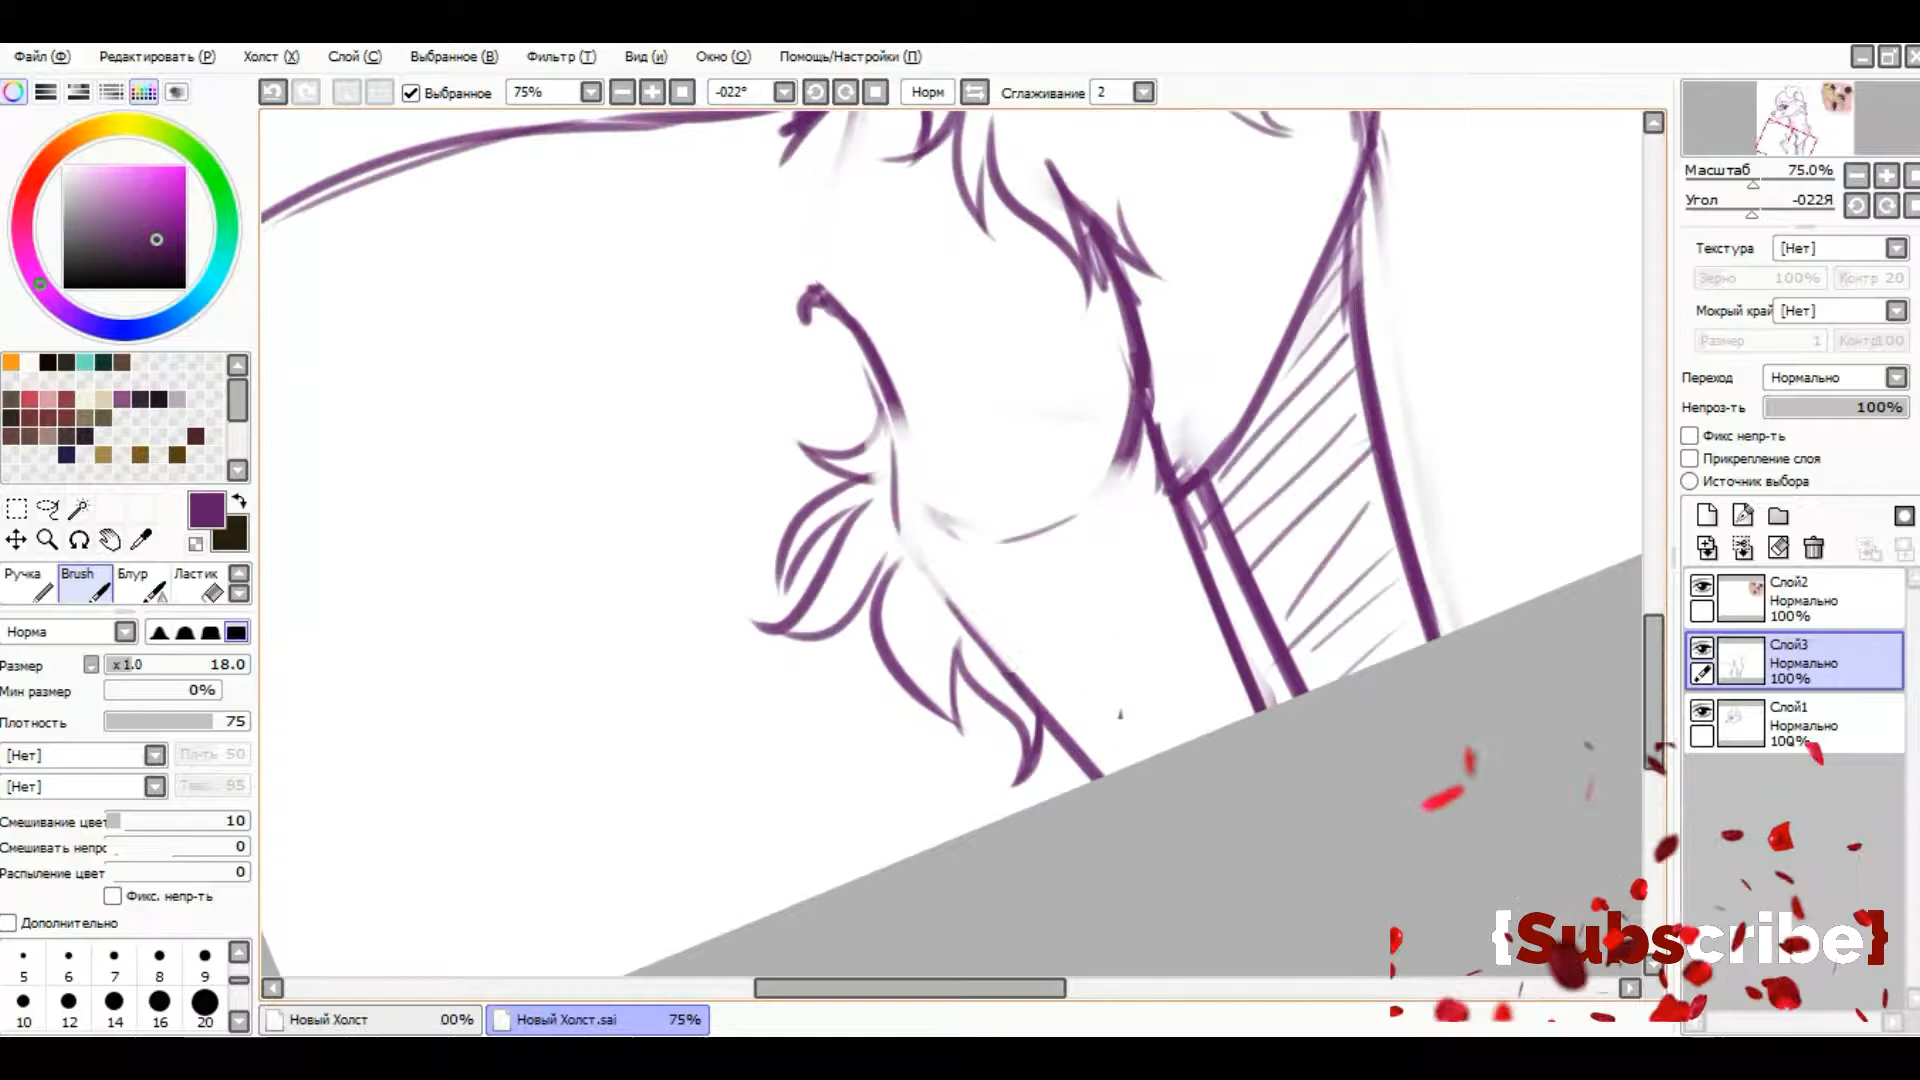 Файл (Ф) Редактировать (Р) Холст (Х) Слой (С) Выбранное (В) Фильтр (Т) Вид (и) Окно (О) Помощь/Настройки (П)
Выбранное 75% -022° Норм Сглаживание 2
Масштаб 75.0%
Угол -022Я
Текстура [Нет]
Зерно 100% Контр 20
Мокрый край [Нет]
Размер 1 Контр100
Переход Нормально
Непроз-ть 100%
Фикс непр-ть
Прикрепление слоя
Источник выбора
Ручка Brush Блур Ластик
Норма
Размер x 1.0 18.0
Мин размер 0%
Плотность 75
[Нет] Пл-ть 50
[Нет] 95
Смешивание цвет 10
Смешивать непрс 0
Распыление цвет 0
Фикс. непр-ть
Дополнительно
5 6 7 8 9
10 12 14 16 20
Слой2
Нормально
100%
Слой3
Нормально
100%
Слой1
Нормально
100%
{Subscribe}
Новый Холст 00% Новый Холст.sai 75%